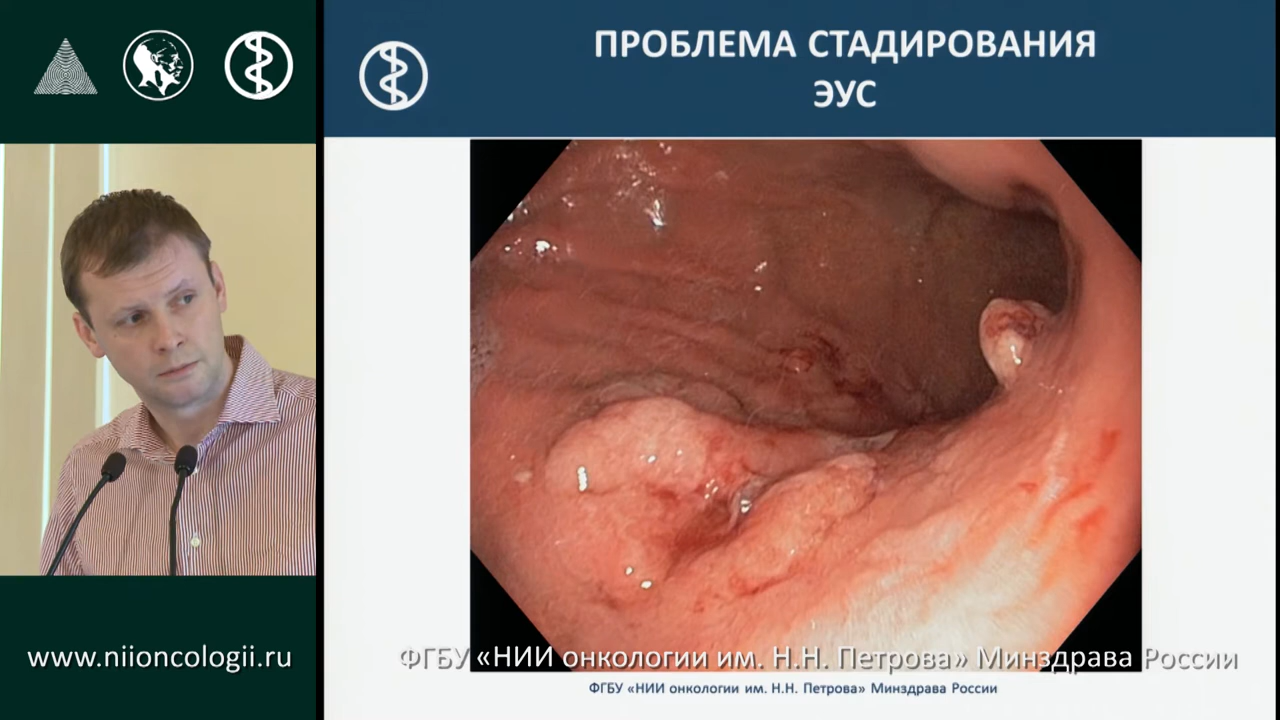 ПРОБЛЕМА СТАДИРОВАНИЯ
ЭУС
www.niioncologii.ru
ФГБУ «НИИ онкологии им. Н.Н. Петрова» Минздрава России
ФГБУ «НИИ онкологии им. Н.Н. Петрова» Минздрава России